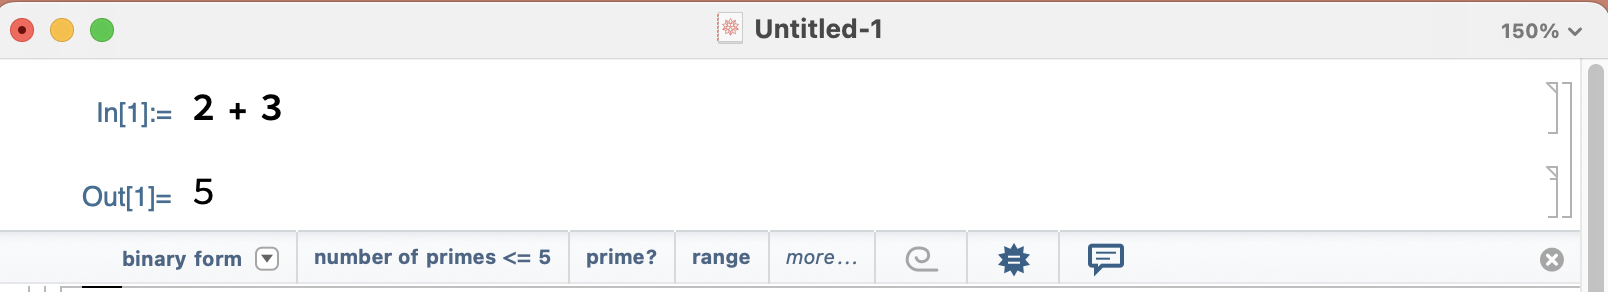 Untitled-1
150%
In[1]:= 2 + 3
Out[1]= 5
binary form number of primes <= 5 prime? range more...